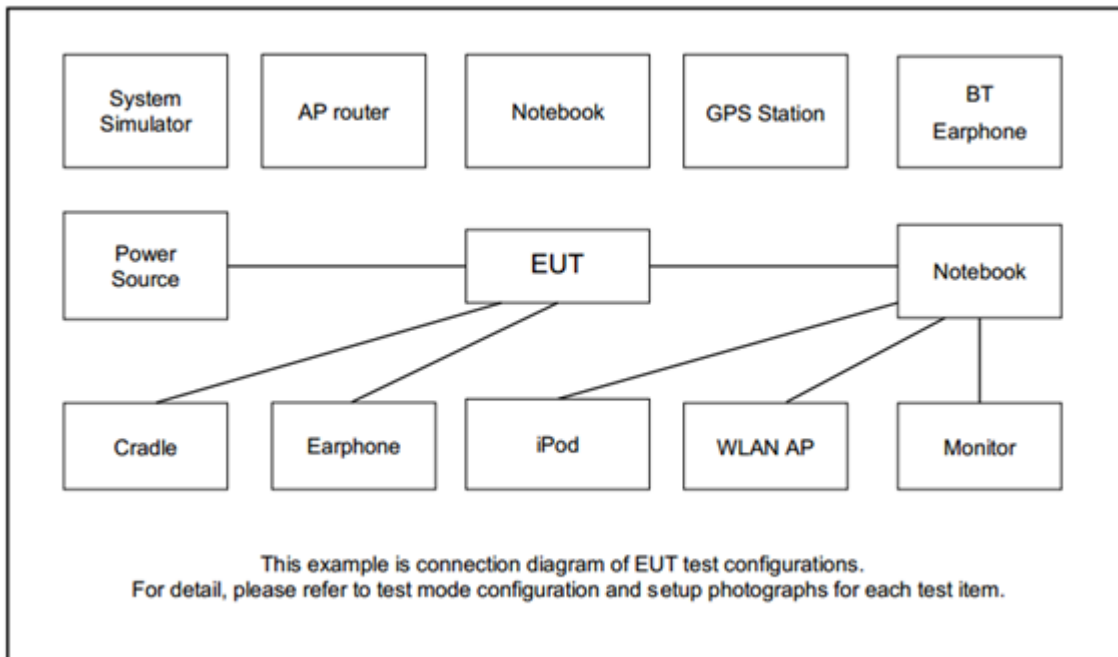 System
Simulator
AP router
Notebook
GPS Station
BT
Earphone
Power
Source
EUT
Notebook
Cradle
Earphone
iPod
WLAN AP
Monitor
This example is connection diagram of EUT test configurations.
For detail, please refer to test mode configuration and setup photographs for each test item.